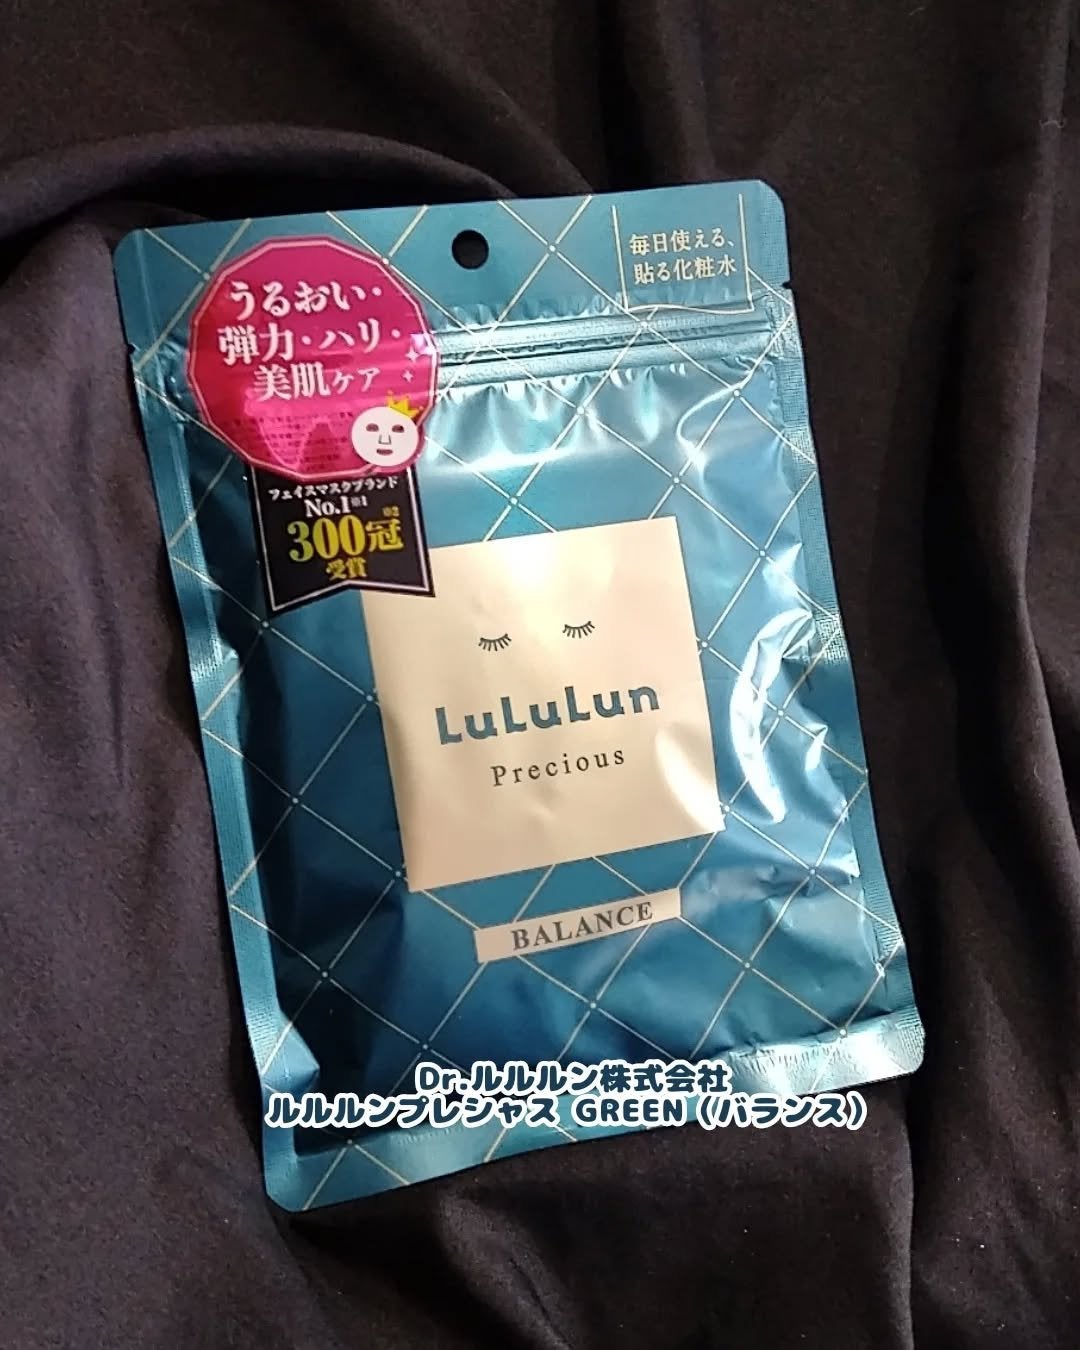 毎日使える、
貼る化粧水
うるおい・
弾力・ハリ・
美肌ケア
フェイスマスクブランド
No.1※1
300冠※2
受賞
LuLuLun
Precious
BALANCE
Dr.ルルルン株式会社
ルルルンプレシャス GREEN（バランス）